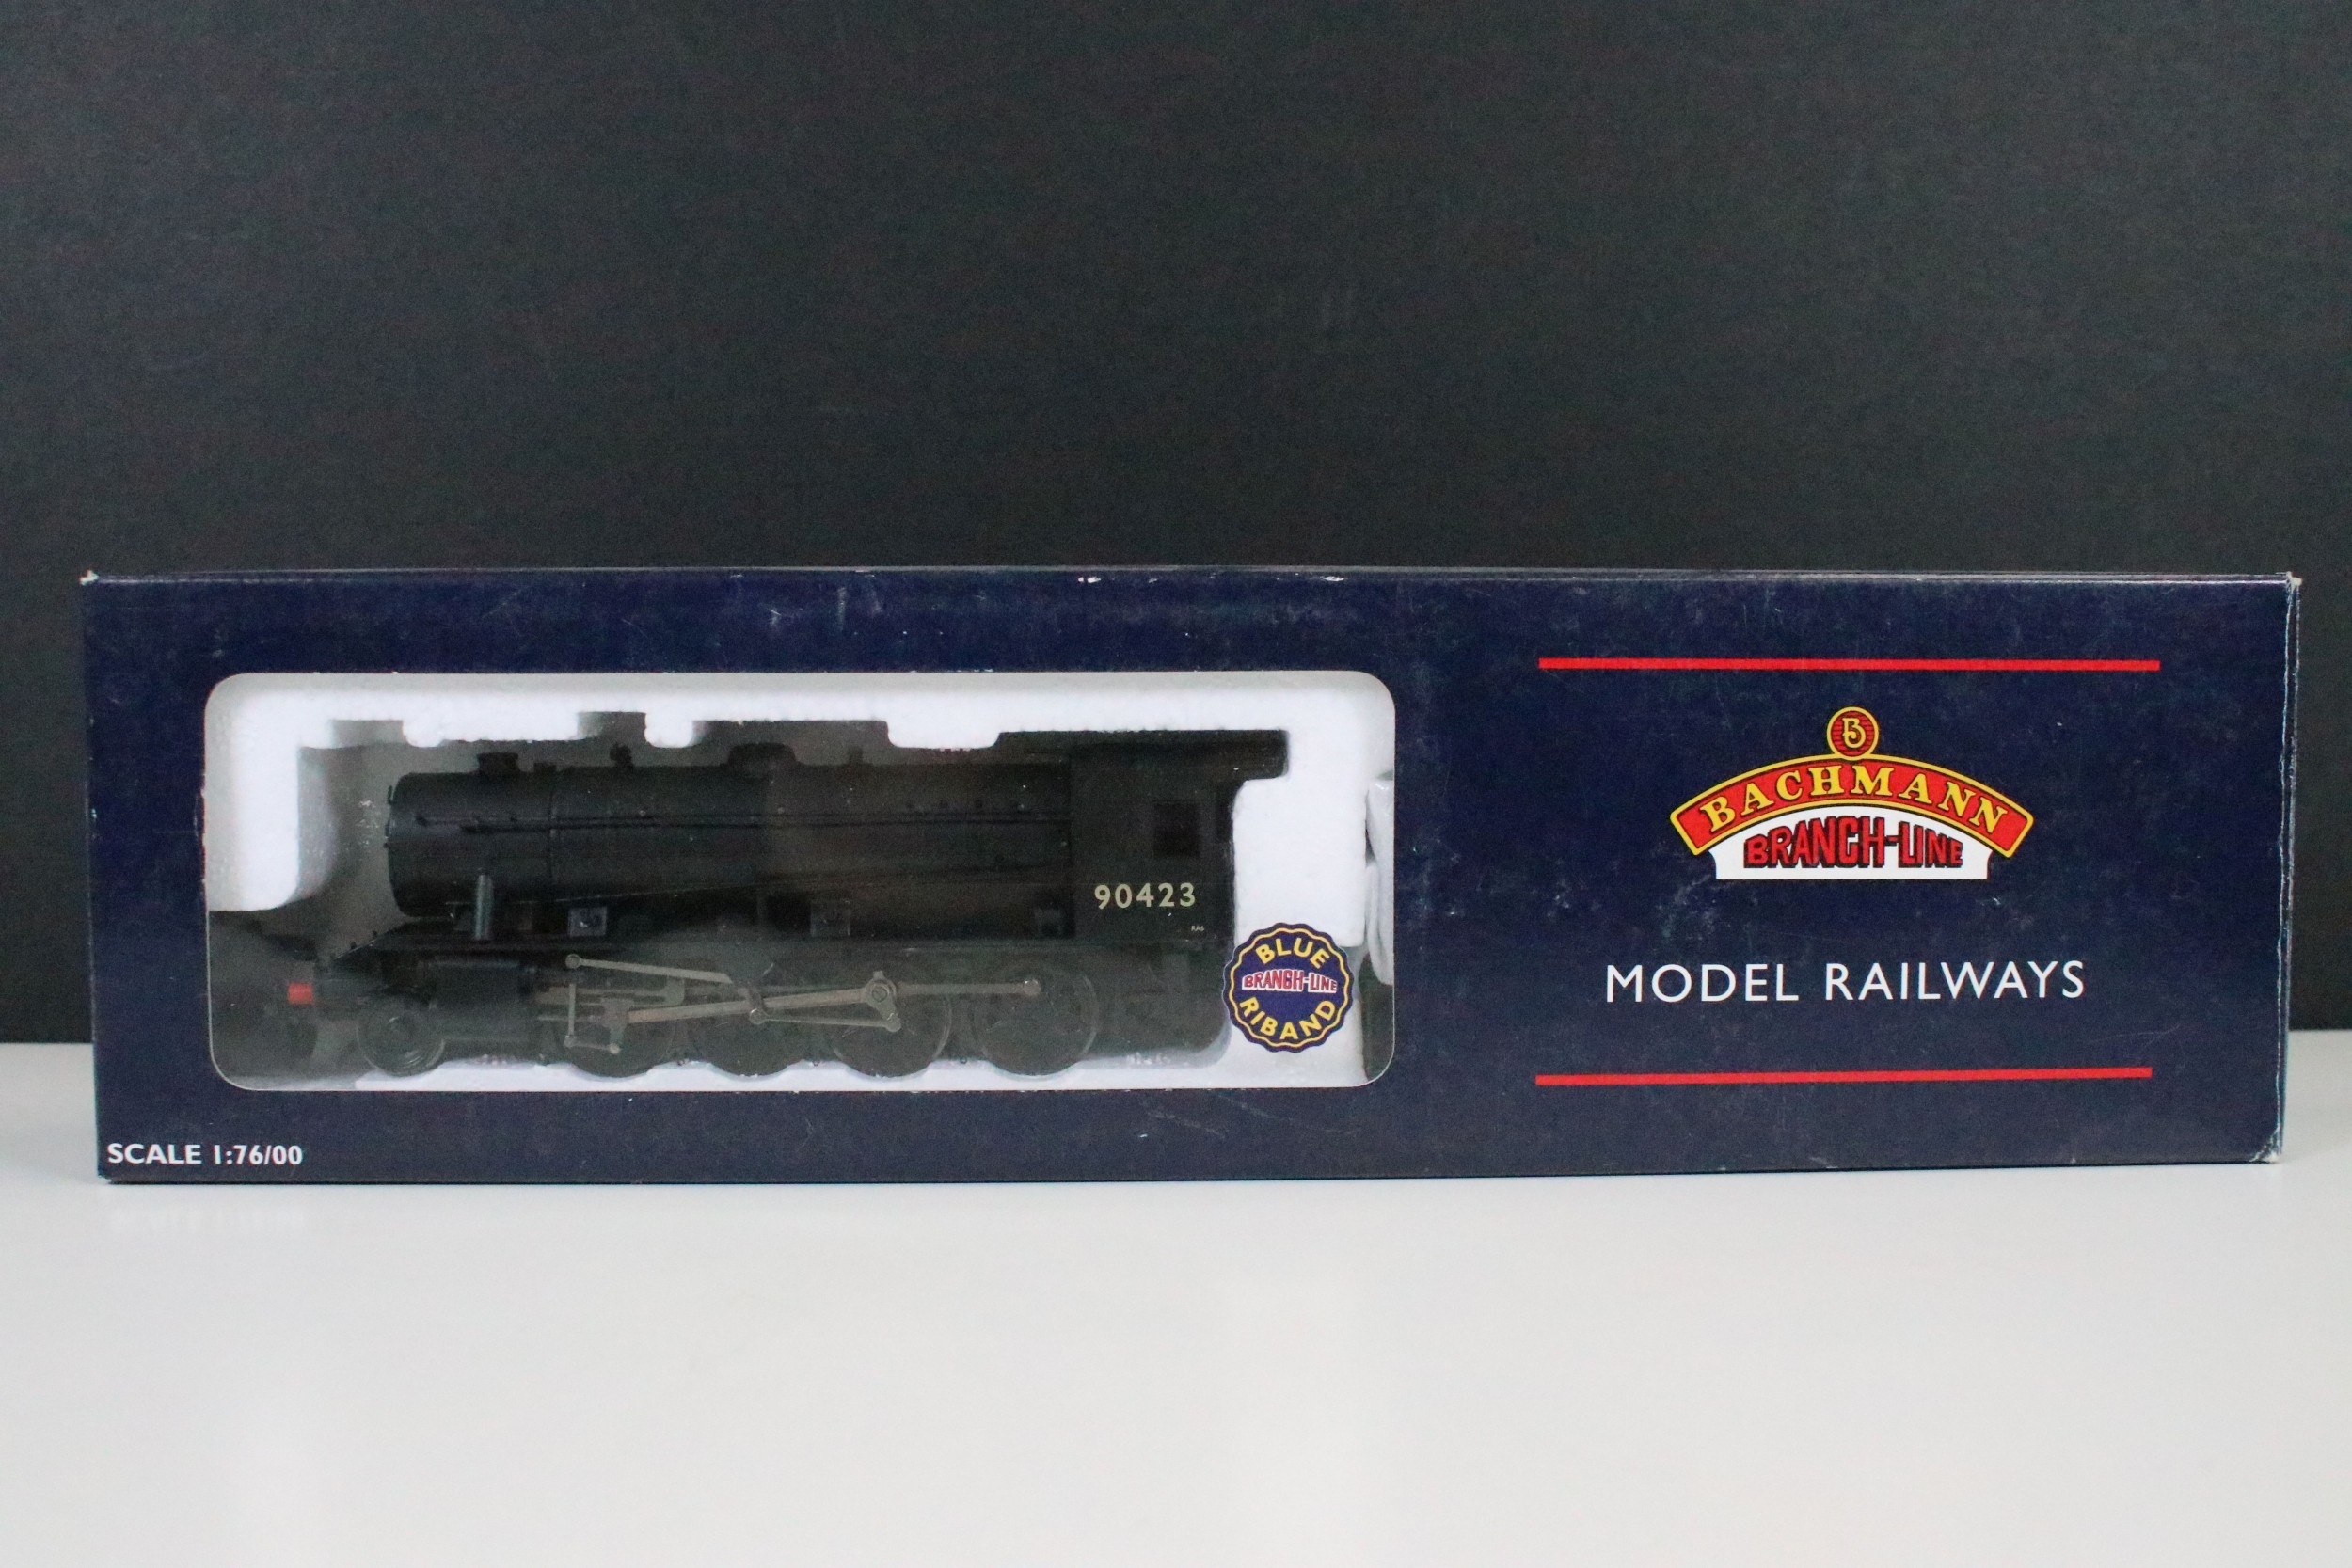 B
BACHMANN
BRANCH-LINE
MODEL RAILWAYS
90423
BLUE
BRANCH-LINE
RIBAND
SCALE 1:76/00